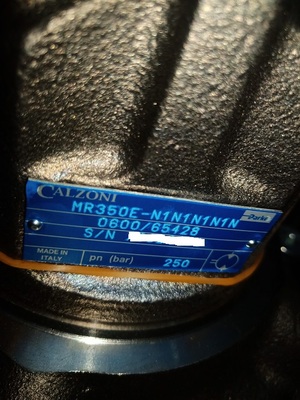 CALZONI
MR350E-N1N1N1N1N
Parker
0600/65428
S/N
MADE IN
ITALY
pn (bar) 250